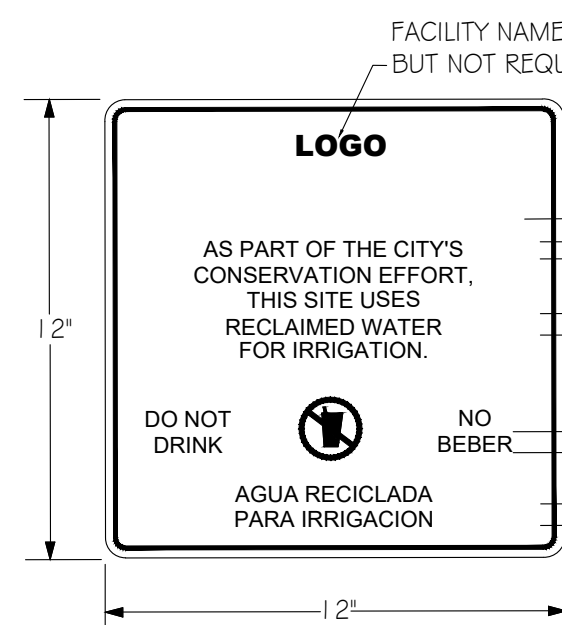 FACILITY NAME
BUT NOT REQU
LOGO
AS PART OF THE CITY'S
CONSERVATION EFFORT,
THIS SITE USES
RECLAIMED WATER
FOR IRRIGATION.
12"
DO NOT
DRINK
NO
BEBER
AGUA RECICLADA
PARA IRRIGACION
12"